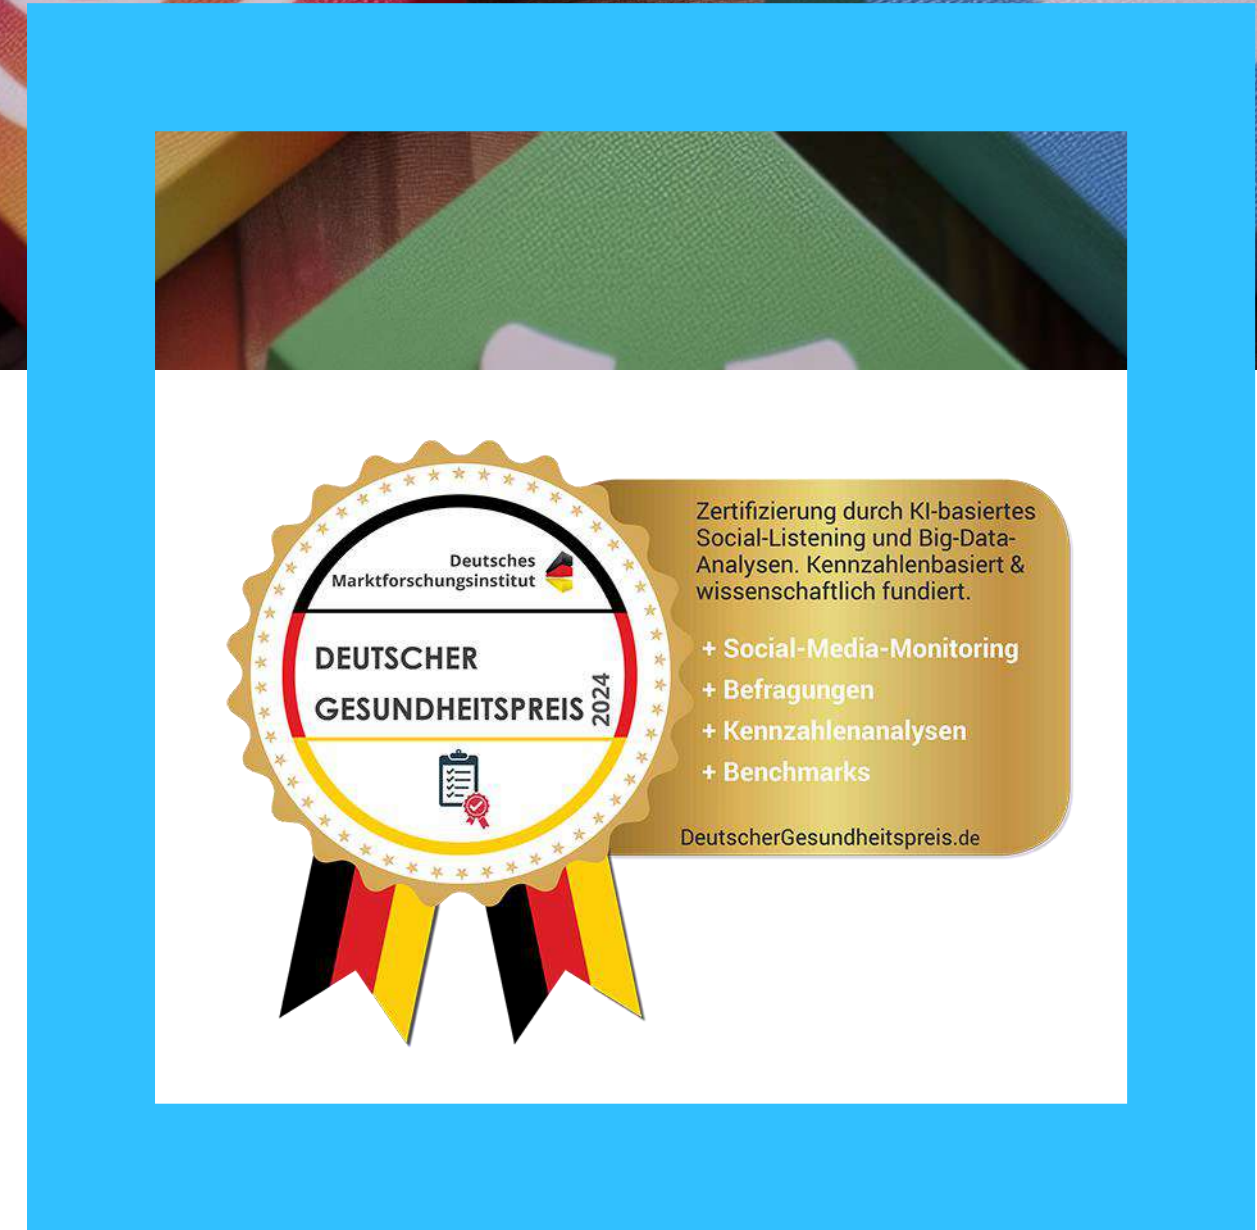 Deutsches
Marktforschungsinstitut
DEUTSCHER
GESUNDHEITSPREIS
2024
Zertifizierung durch KI-basiertes
Social-Listening und Big-Data-
Analysen. Kennzahlenbasiert &
wissenschaftlich fundiert.
+ Social-Media-Monitoring
+ Befragungen
+ Kennzahlenanalysen
+ Benchmarks
DeutscherGesundheitspreis.de